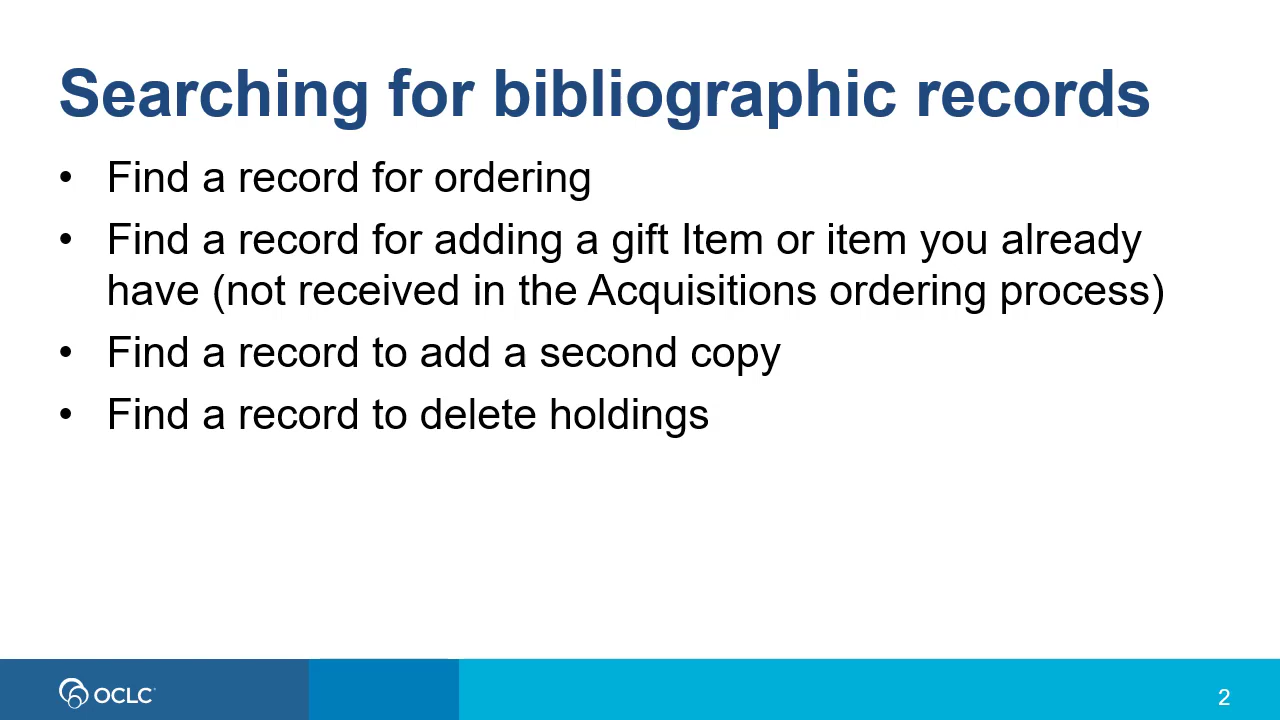 Searching for bibliographic records
• Find a record for ordering
• Find a record for adding a gift Item or item you already
have (not received in the Acquisitions ordering process)
• Find a record to add a second copy
• Find a record to delete holdings
OCLC
2